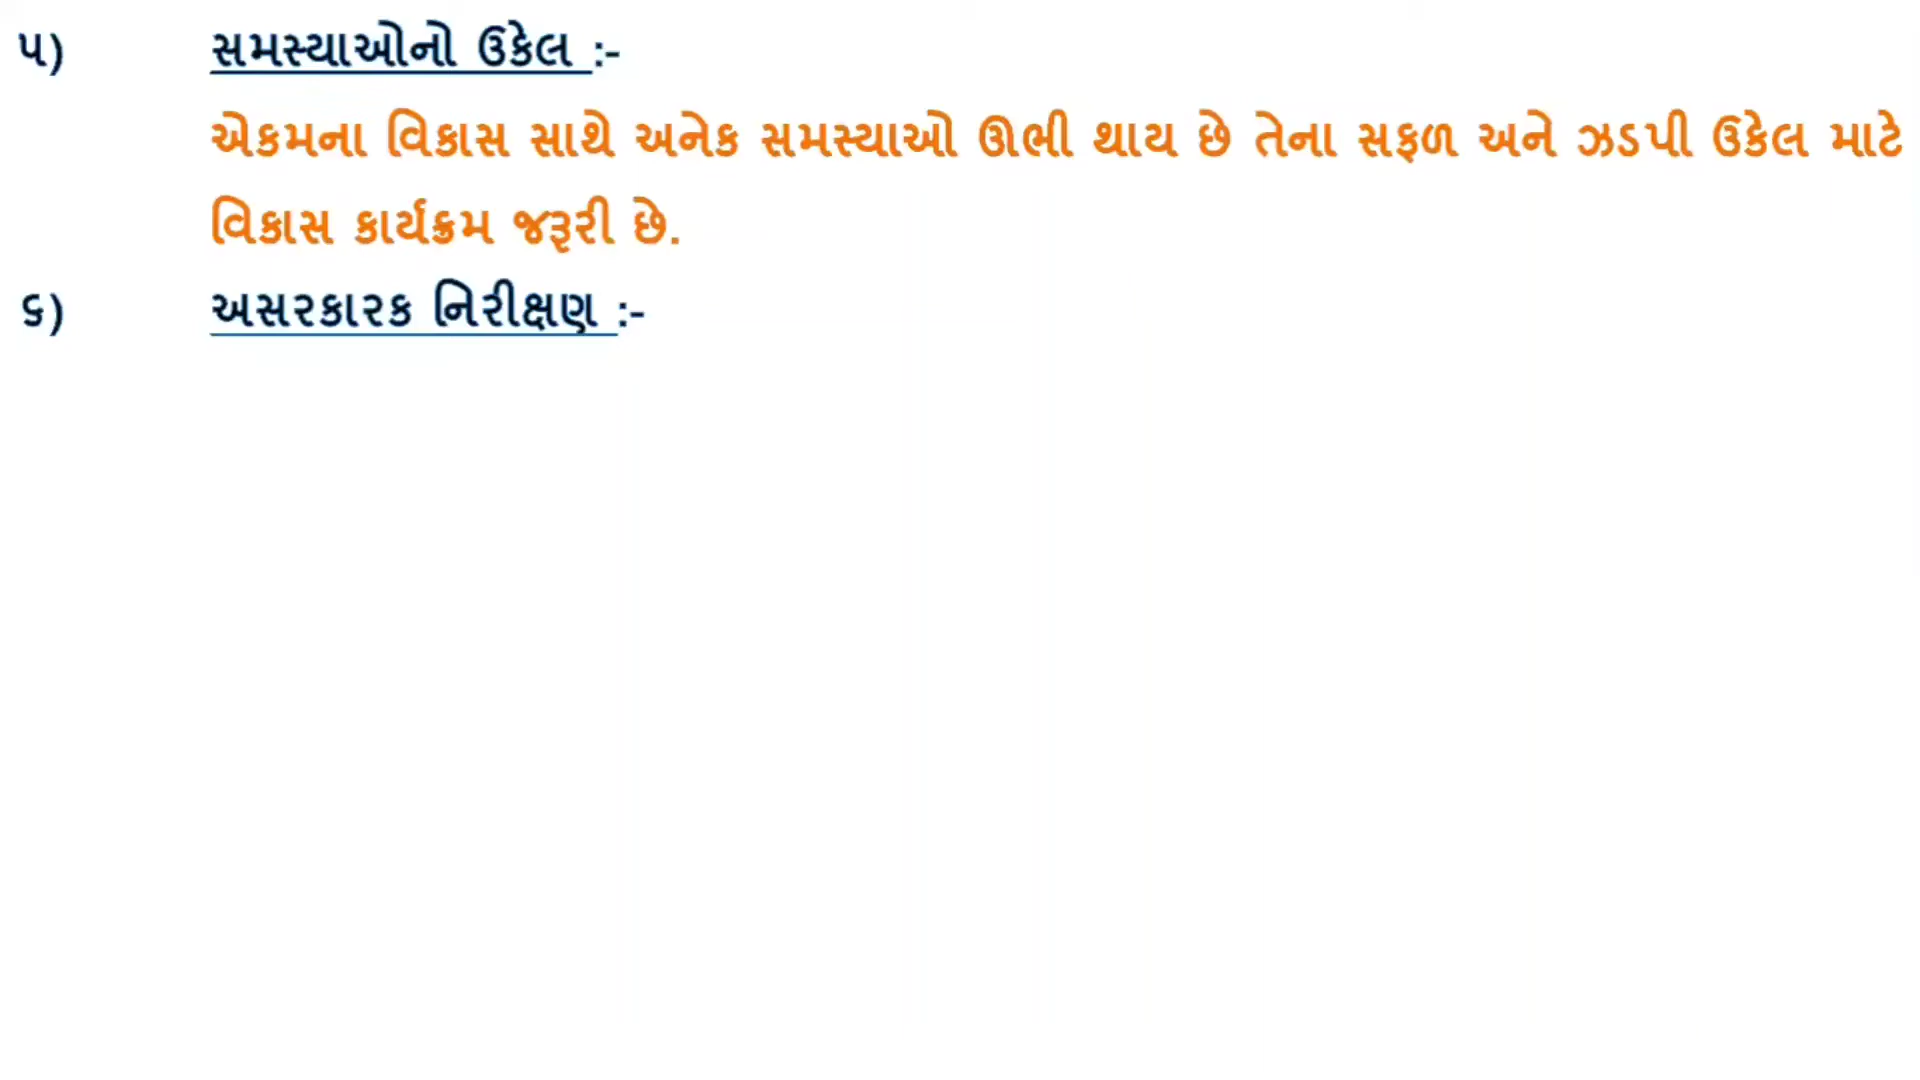 ૫) સમસ્યાઓનો ઉકેલ :-
એકમના વિકાસ સાથે અનેક સમસ્યાઓ ઊભી થાય છે તેના સફળ અને ઝડપી ઉકેલ માટે
વિકાસ કાર્યક્રમ જરૂરી છે.
૬) અસરકારક નિરીક્ષણ :-